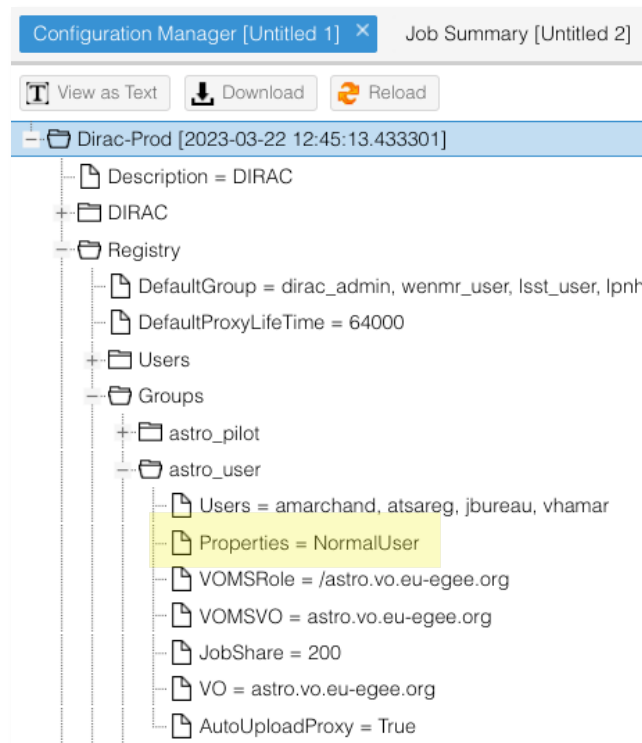 Configuration Manager [Untitled 1] × Job Summary [Untitled 2]
View as Text Download Reload
Dirac-Prod [2023-03-22 12:45:13.433301]
Description = DIRAC
DIRAC
Registry
DefaultGroup = dirac_admin, wenmr_user, lsst_user, lpnh
DefaultProxyLifeTime = 64000
Users
Groups
astro_pilot
astro_user
Users = amarchand, atsareg, jbureau, vhamar
Properties = NormalUser
VOMSRole = /astro.vo.eu-egee.org
VOMSVO = astro.vo.eu-egee.org
JobShare = 200
VO = astro.vo.eu-egee.org
AutoUploadProxy = True